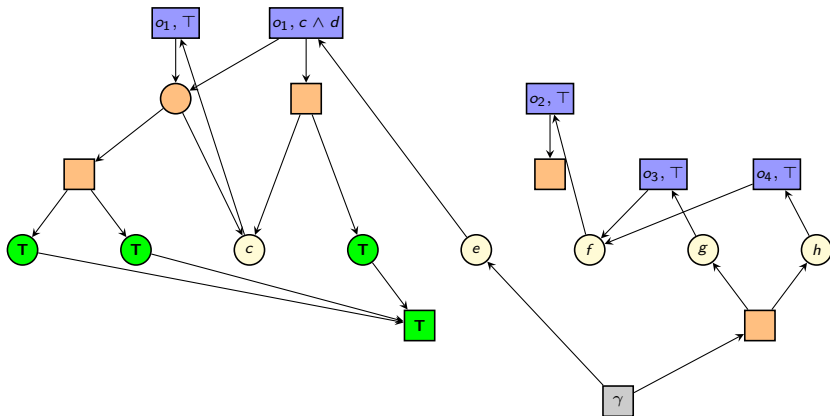 o₁, ⊤
o₁, c ∧ d
o₂, ⊤
o₃, ⊤
o₄, ⊤
T
T
c
T
e
f
g
h
T
γ